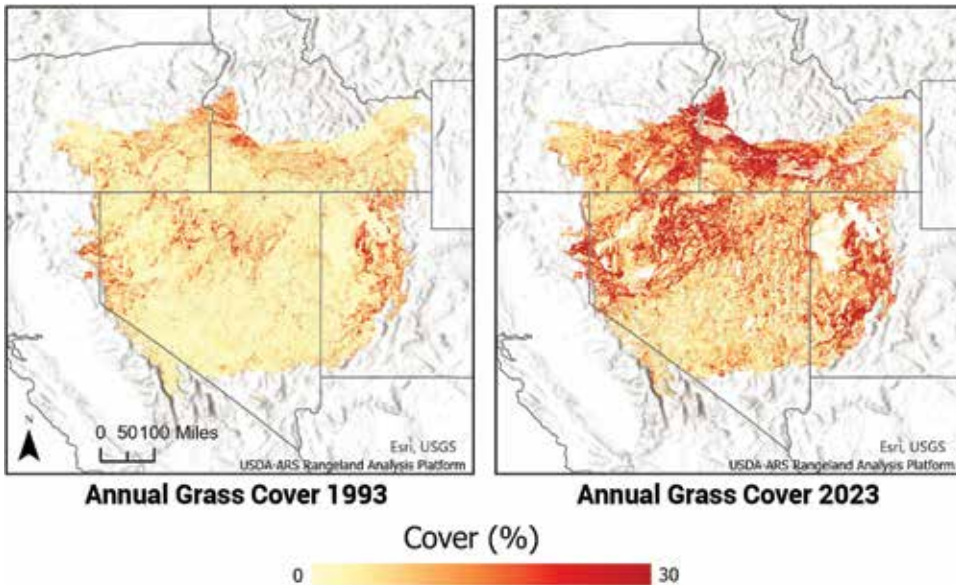 N
0 50100 Miles
Esri, USGS
USDA-ARS Rangeland Analysis Platform
Annual Grass Cover 1993
Esri, USGS
USDA-ARS Rangeland Analysis Platform
Annual Grass Cover 2023
Cover (%)
0 30